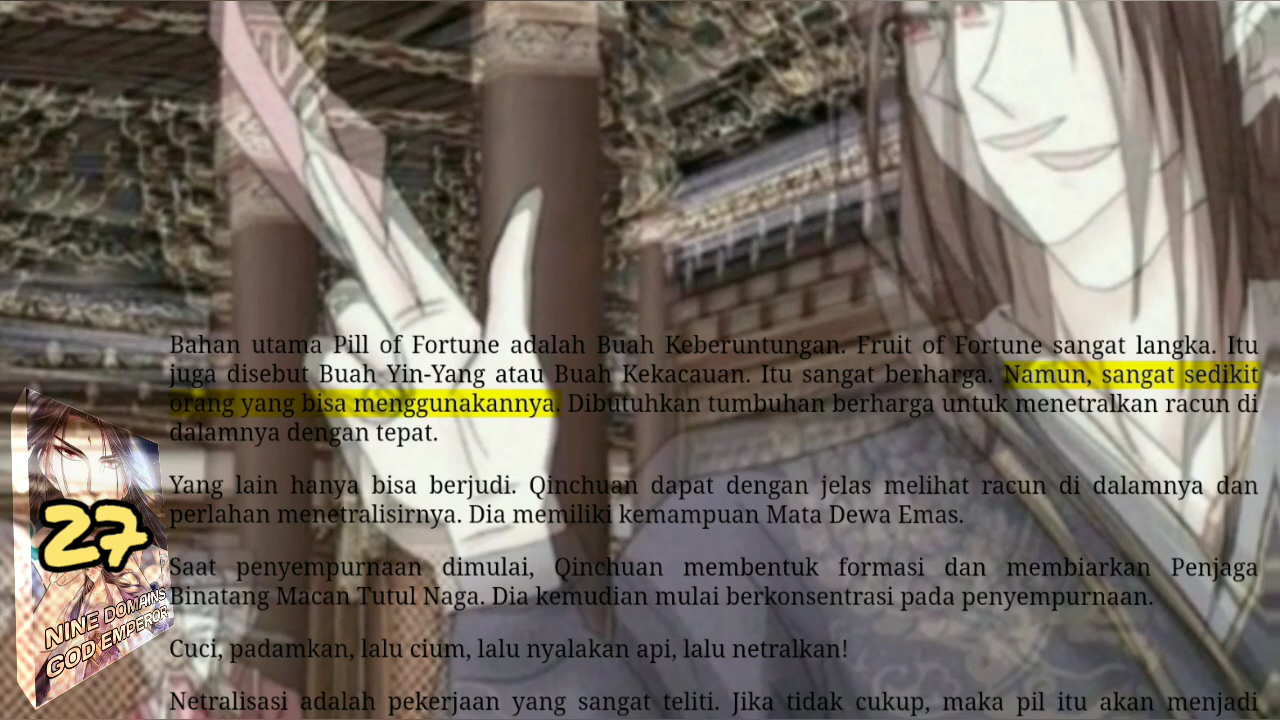 Bahan utama Pill of Fortune adalah Buah Keberuntungan. Fruit of Fortune sangat langka. Itu
juga disebut Buah Yin-Yang atau Buah Kekacauan. Itu sangat berharga. Namun, sangat sedikit
orang yang bisa menggunakannya. Dibutuhkan tumbuhan berharga untuk menetralkan racun di
dalamnya dengan tepat.
Yang lain hanya bisa berjudi. Qinchuan dapat dengan jelas melihat racun di dalamnya dan
perlahan menetralisirnya. Dia memiliki kemampuan Mata Dewa Emas.
Saat penyempurnaan dimulai, Qinchuan membentuk formasi dan membiarkan Penjaga
Binatang Macan Tutul Naga. Dia kemudian mulai berkonsentrasi pada penyempurnaan.
Cuci, padamkan, lalu cium, lalu nyalakan api, lalu netralkan!
Netralisasi adalah pekerjaan yang sangat teliti. Jika tidak cukup, maka pil itu akan menjadi
27
NINE DOMAINS
GOD EMPEROR